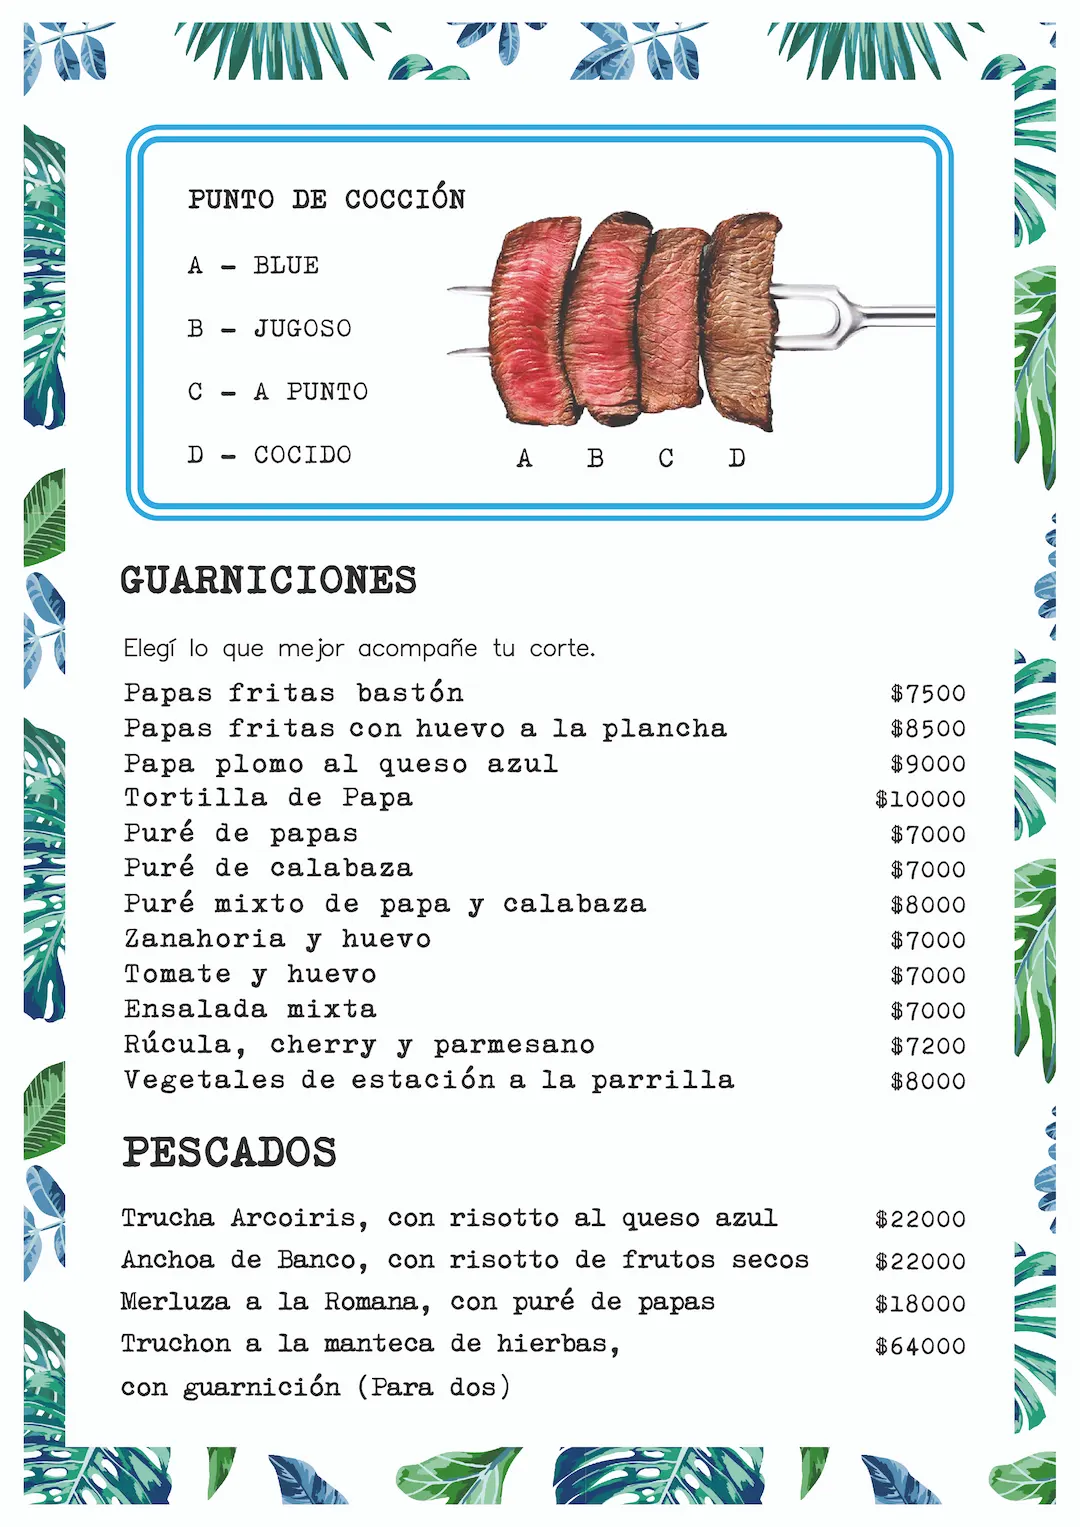 PUNTO DE COCCIÓN
A - BLUE
B - JUGOSO
C - A PUNTO
D - COCIDO
A B C D
GUARNICIONES
Elegí lo que mejor acompañe tu corte.
Papas fritas bastón $7500
Papas fritas con huevo a la plancha $8500
Papa plomo al queso azul $9000
Tortilla de Papa $10000
Puré de papas $7000
Puré de calabaza $7000
Puré mixto de papa y calabaza $8000
Zanahoria y huevo $7000
Tomate y huevo $7000
Ensalada mixta $7000
Rúcula, cherry y parmesano $7200
Vegetales de estación a la parrilla $8000
PESCADOS
Trucha Arcoiris, con risotto al queso azul $22000
Anchoa de Banco, con risotto de frutos secos $22000
Merluza a la Romana, con puré de papas $18000
Truchon a la manteca de hierbas, $64000
con guarnición (Para dos)